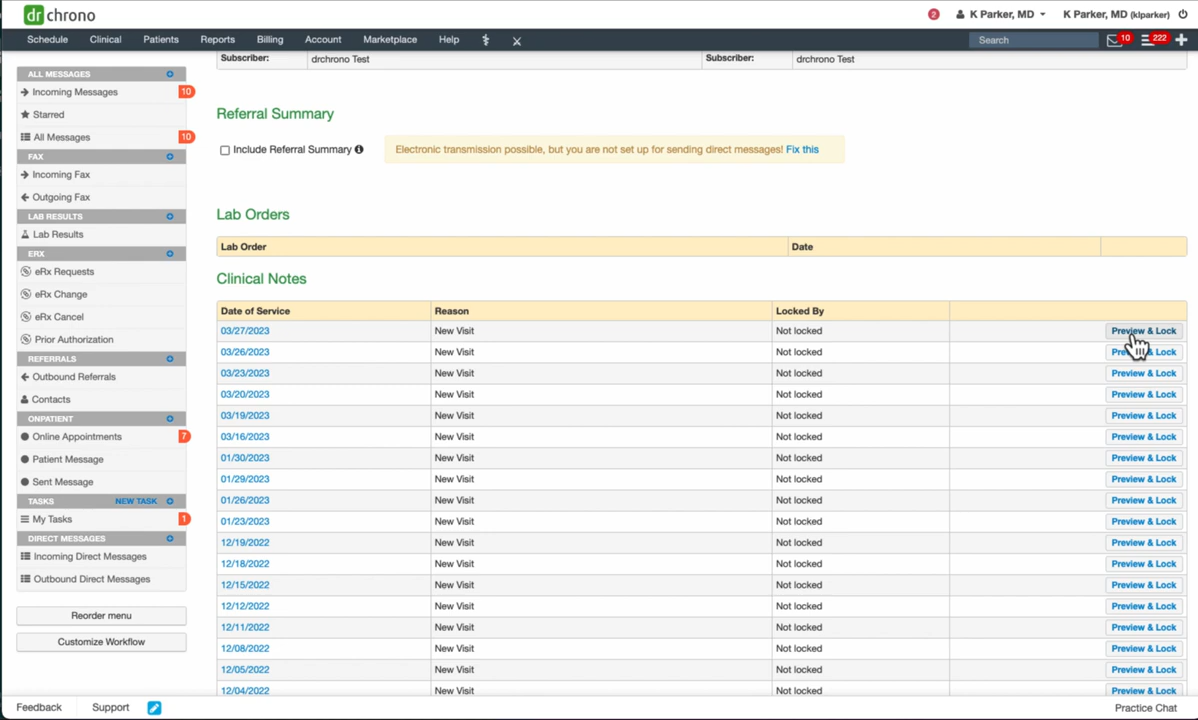 drchrono
2 K Parker, MD K Parker, MD (klparker)
Schedule Clinical Patients Reports Billing Account Marketplace Help Search 10 222
ALL MESSAGES
Incoming Messages 10
Starred
All Messages 10
FAX
Incoming Fax
Outgoing Fax
LAB RESULTS
Lab Results
ERX
eRx Requests
eRx Change
eRx Cancel
Prior Authorization
REFERRALS
Outbound Referrals
Contacts
ONPATIENT
Online Appointments 7
Patient Message
Sent Message
TASKS NEW TASK
My Tasks 1
DIRECT MESSAGES
Incoming Direct Messages
Outbound Direct Messages
Reorder menu
Customize Workflow
Subscriber: drchrono Test Subscriber: drchrono Test
Referral Summary
Include Referral Summary Electronic transmission possible, but you are not set up for sending direct messages! Fix this
Lab Orders
Lab Order Date
Clinical Notes
Date of Service Reason Locked By
03/27/2023 New Visit Not locked Preview & Lock
03/26/2023 New Visit Not locked Preview & Lock
03/23/2023 New Visit Not locked Preview & Lock
03/20/2023 New Visit Not locked Preview & Lock
03/19/2023 New Visit Not locked Preview & Lock
03/16/2023 New Visit Not locked Preview & Lock
01/30/2023 New Visit Not locked Preview & Lock
01/29/2023 New Visit Not locked Preview & Lock
01/26/2023 New Visit Not locked Preview & Lock
01/23/2023 New Visit Not locked Preview & Lock
12/19/2022 New Visit Not locked Preview & Lock
12/18/2022 New Visit Not locked Preview & Lock
12/15/2022 New Visit Not locked Preview & Lock
12/12/2022 New Visit Not locked Preview & Lock
12/11/2022 New Visit Not locked Preview & Lock
12/08/2022 New Visit Not locked Preview & Lock
12/05/2022 New Visit Not locked Preview & Lock
12/04/2022 New Visit Not locked Preview & Lock
Feedback Support Practice Chat